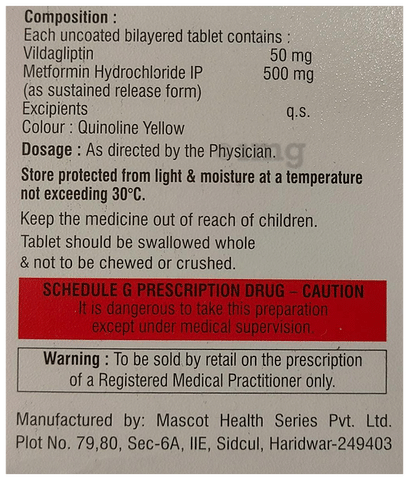 Composition :
Each uncoated bilayered tablet contains :
Vildagliptin 50 mg
Metformin Hydrochloride IP 500 mg
(as sustained release form)
Excipients q.s.
Colour : Quinoline Yellow
Dosage : As directed by the Physician.
Store protected from light & moisture at a temperature
not exceeding 30°C.
Keep the medicine out of reach of children.
Tablet should be swallowed whole
& not to be chewed or crushed.
SCHEDULE G PRESCRIPTION DRUG – CAUTION
It is dangerous to take this preparation
except under medical supervision.
Warning : To be sold by retail on the prescription
of a Registered Medical Practitioner only.
Manufactured by: Mascot Health Series Pvt. Ltd.
Plot No. 79,80, Sec-6A, IIE, Sidcul, Haridwar-249403